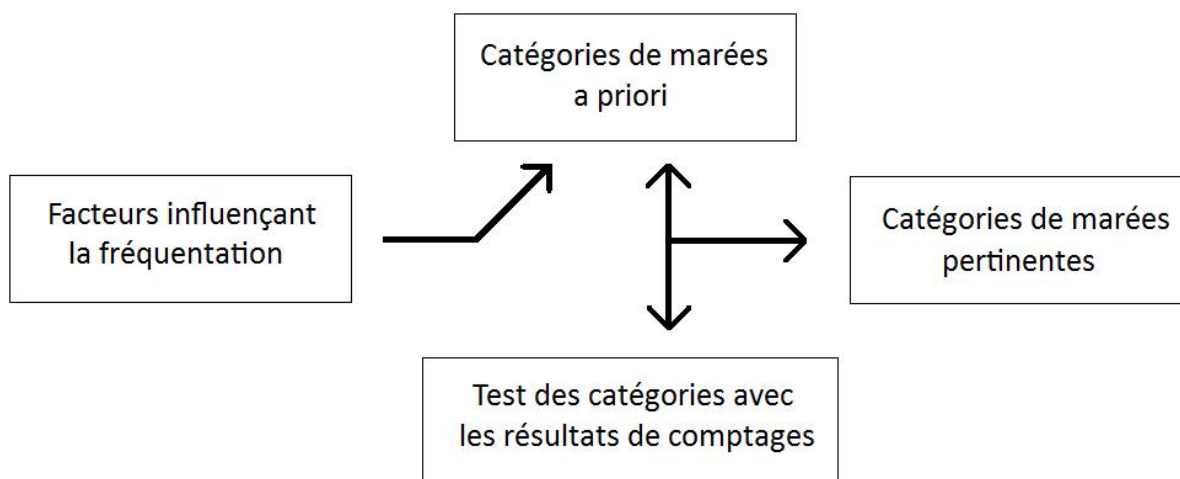 Catégories de marées
a priori
Facteurs influençant
la fréquentation
Catégories de marées
pertinentes
Test des catégories avec
les résultats de comptages